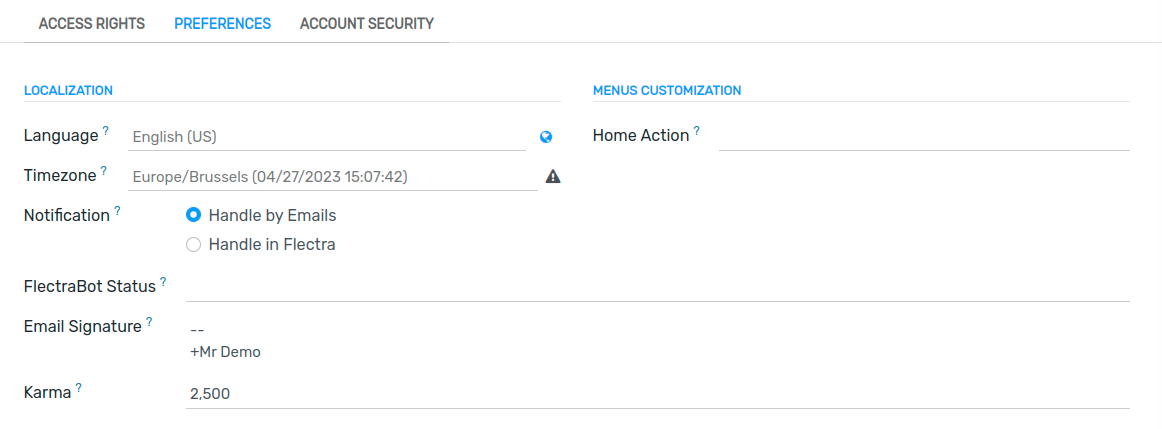 ACCESS RIGHTS PREFERENCES ACCOUNT SECURITY
LOCALIZATION
Language ? English (US)
Timezone ? Europe/Brussels (04/27/2023 15:07:42)
Notification ? Handle by Emails
Handle in Flectra
MENUS CUSTOMIZATION
Home Action ?
FlectraBot Status ?
Email Signature ? --
+Mr Demo
Karma ? 2,500